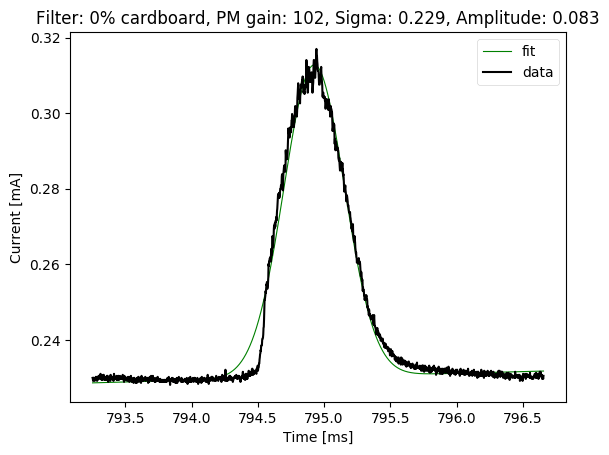 Filter: 0% cardboard, PM gain: 102, Sigma: 0.229, Amplitude: 0.083
fit
data
0.32
0.30
0.28
0.26
0.24
Current [mA]
793.5 794.0 794.5 795.0 795.5 796.0 796.5
Time [ms]